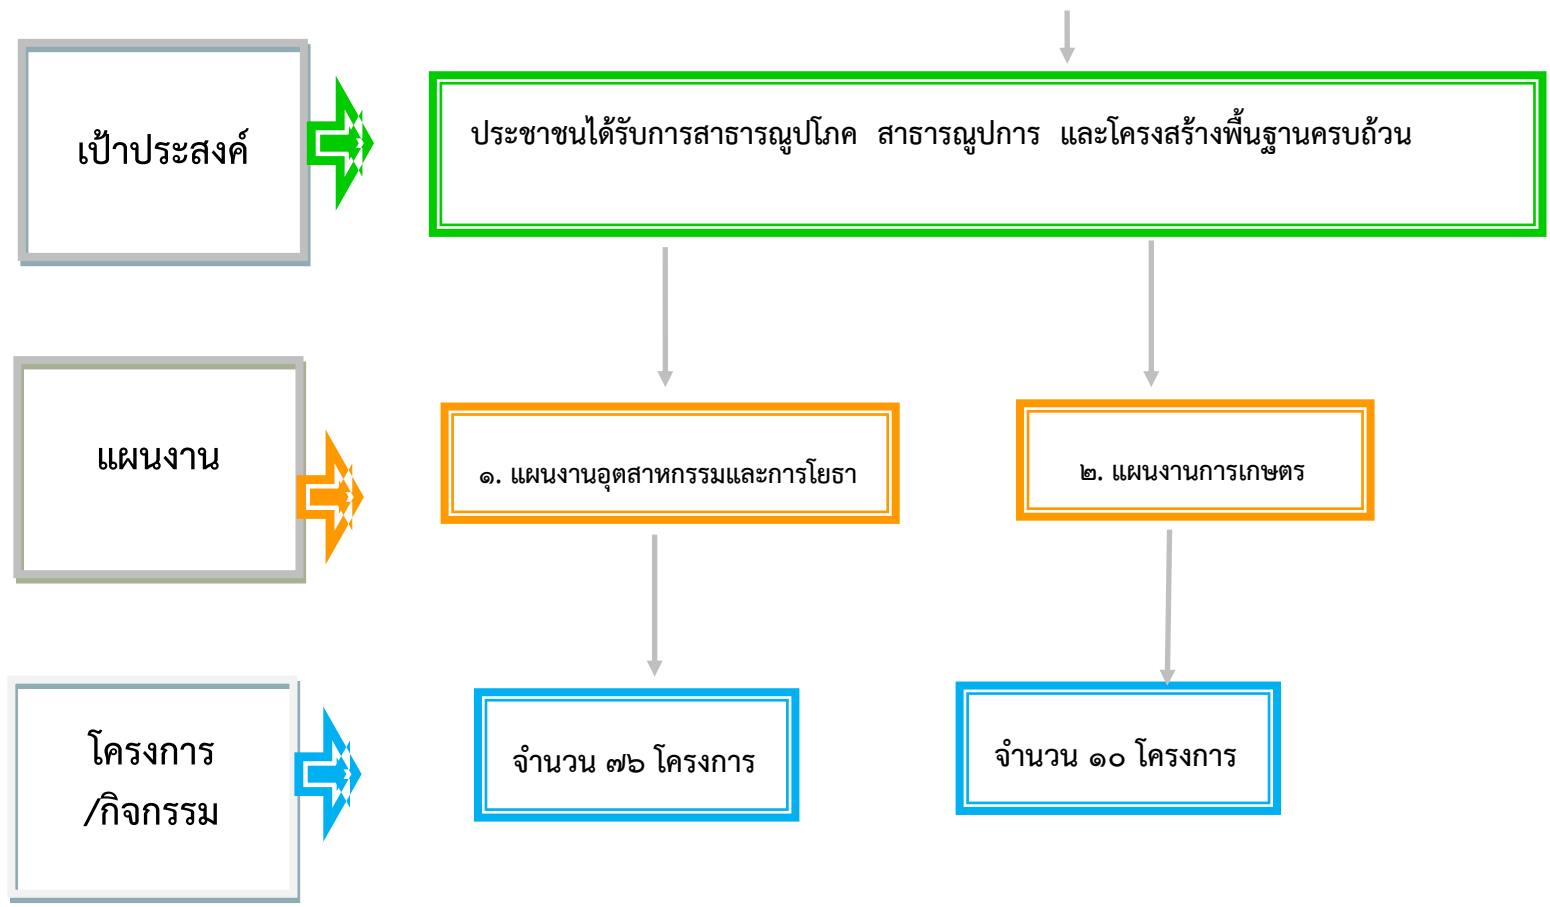 เป้าประสงค์
ประชาชนได้รับการสาธารณูปโภค สาธารณูปการ และโครงสร้างพื้นฐานครบถ้วน
แผนงาน
๑. แผนงานอุตสาหกรรมและการโยธา
๒. แผนงานการเกษตร
โครงการ
/กิจกรรม
จำนวน ๗๖ โครงการ
จำนวน ๑๐ โครงการ